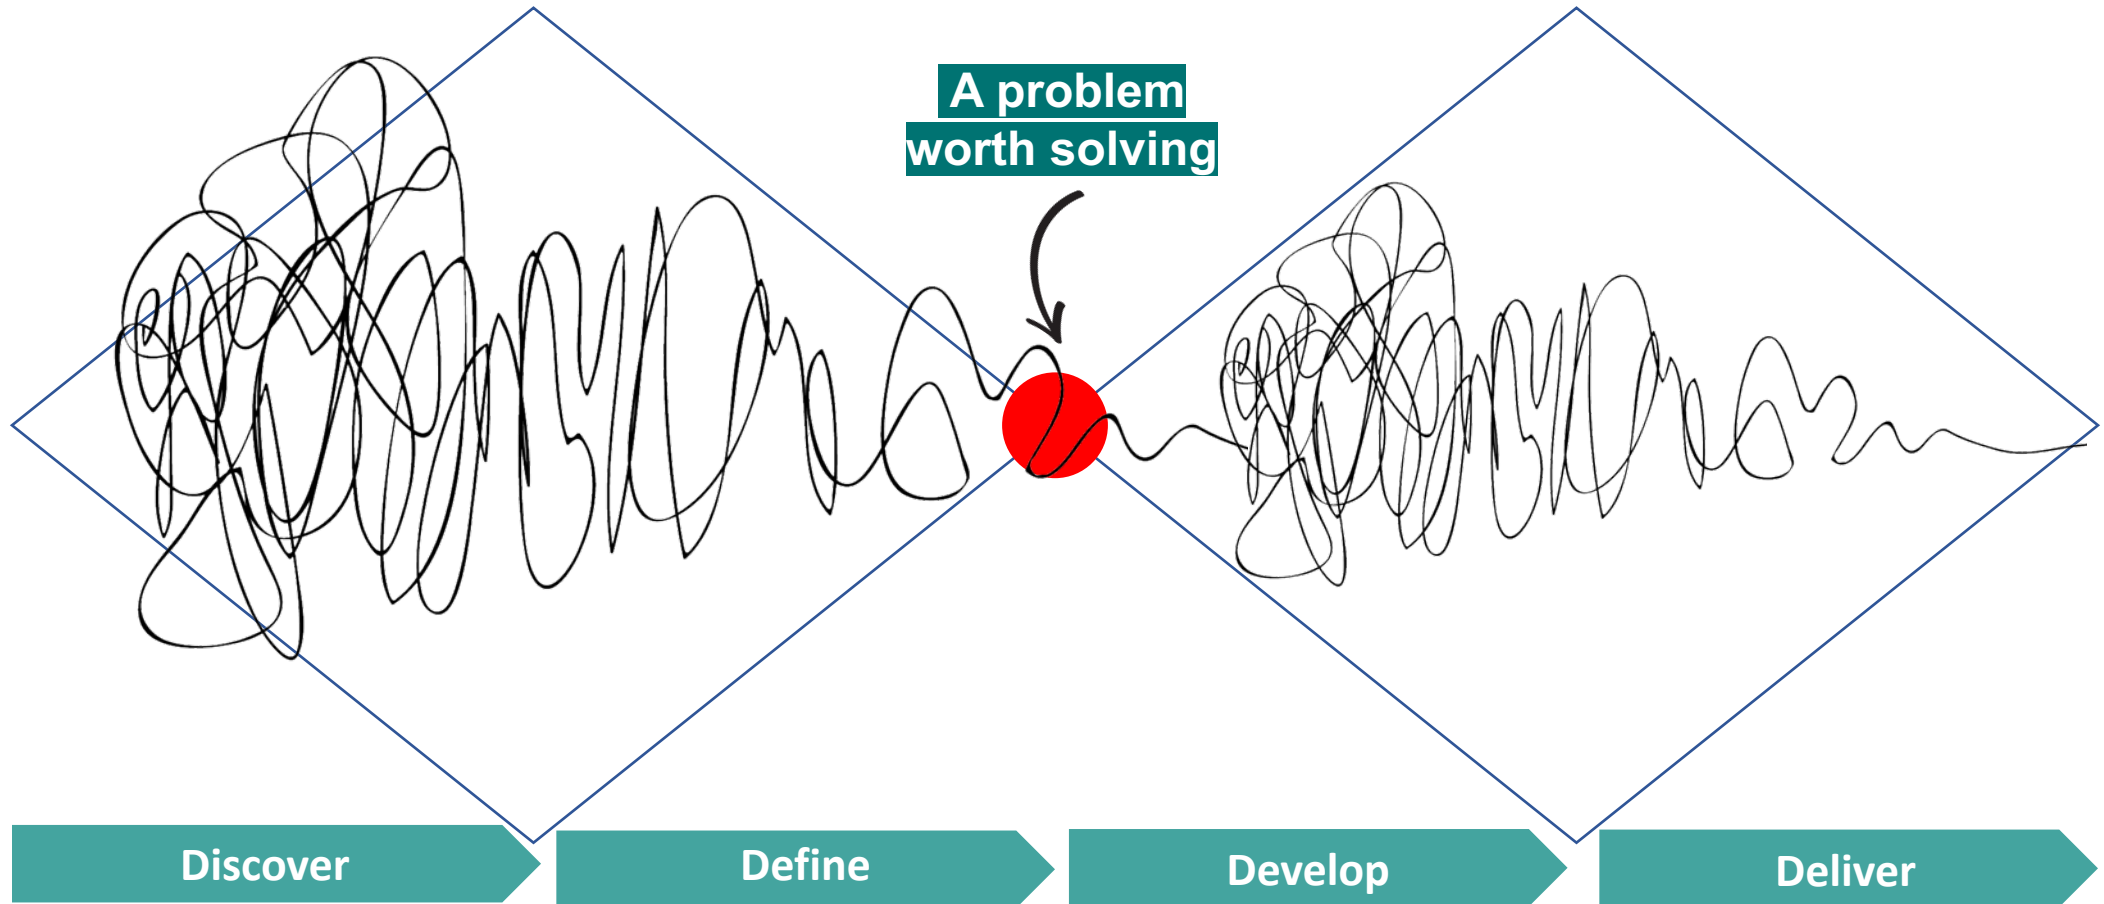 A problem
worth solving
Discover
Define
Develop
Deliver